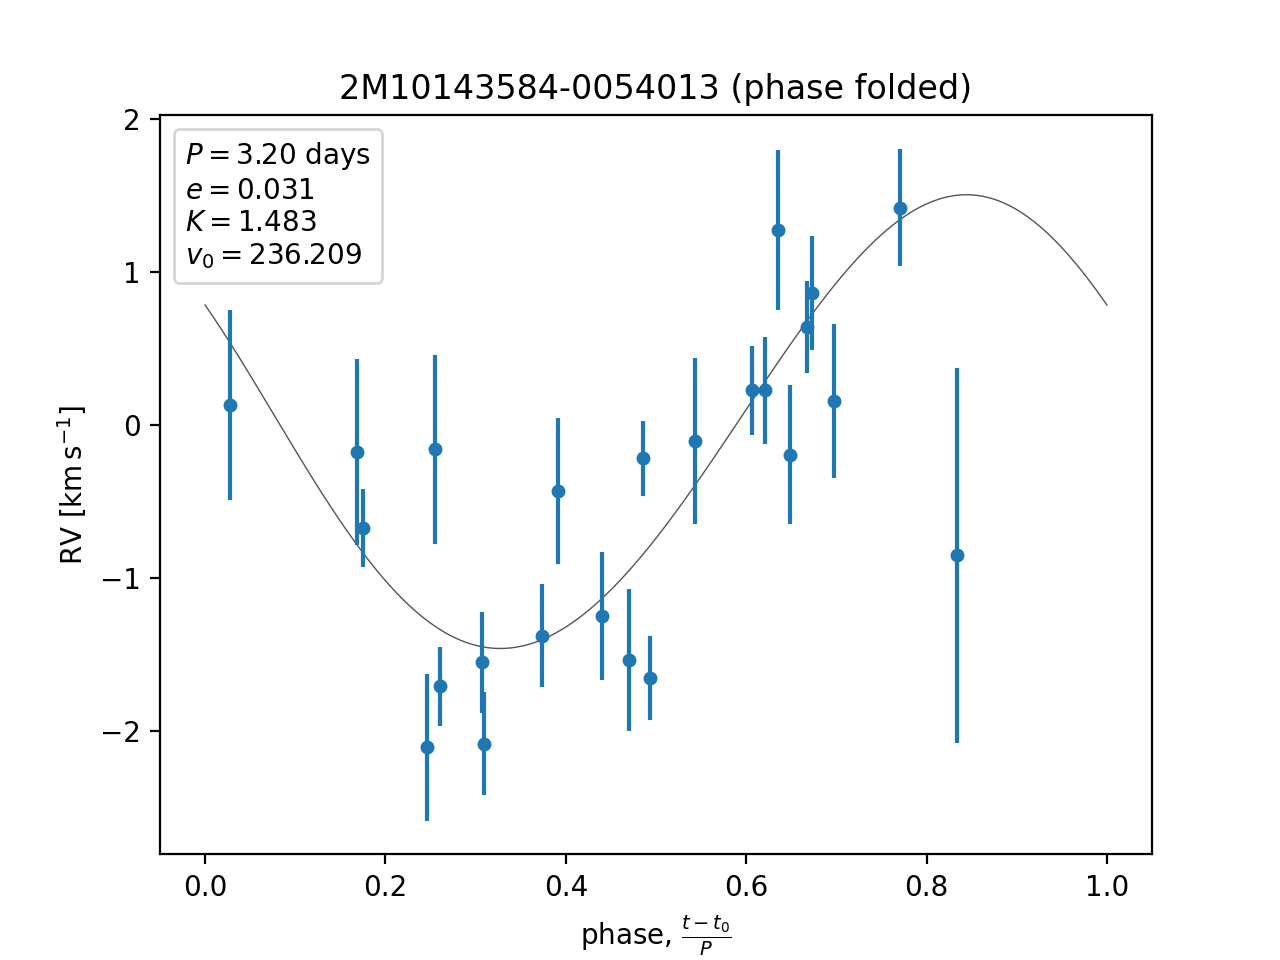 2M10143584-0054013 (phase folded)
P = 3.20 days
e = 0.031
K = 1.483
v₀ = 236.209
RV [km s⁻¹]
2
1
0
−1
−2
0.0 0.2 0.4 0.6 0.8 1.0
phase, (t − t₀)/P